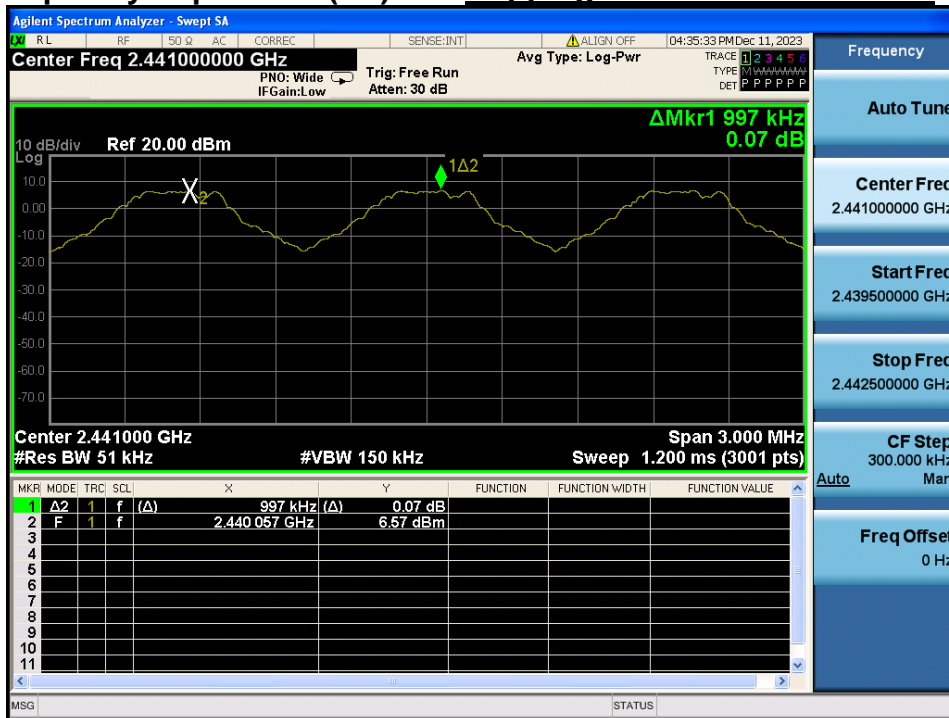 Agilent Spectrum Analyzer - Swept SA
LXI RL RF 50 Ω AC CORREC SENSE:INT ALIGN OFF 04:35:33 PM Dec 11, 2023
Center Freq 2.441000000 GHz
PNO: Wide
IFGain:Low
Trig: Free Run
Atten: 30 dB
Avg Type: Log-Pwr
TRACE 1 2 3 4 5 6
TYPE M
DET P P P P P P
ΔMkr1 997 kHz
0.07 dB
10 dB/div Ref 20.00 dBm
Log
1Δ2
X2
10.0
0.00
-10.0
-20.0
-30.0
-40.0
-50.0
-60.0
-70.0
Center 2.441000 GHz Span 3.000 MHz
#Res BW 51 kHz #VBW 150 kHz Sweep 1.200 ms (3001 pts)
MKR MODE TRC SCL X Y FUNCTION FUNCTION WIDTH FUNCTION VALUE
1 Δ2 1 f (Δ) 997 kHz (Δ) 0.07 dB
2 F 1 f 2.440 057 GHz 6.57 dBm
3
4
5
6
7
8
9
10
11
MSG STATUS
Frequency
Auto Tune
Center Freq
2.441000000 GHz
Start Freq
2.439500000 GHz
Stop Freq
2.442500000 GHz
CF Step
300.000 kHz
Auto Man
Freq Offset
0 Hz